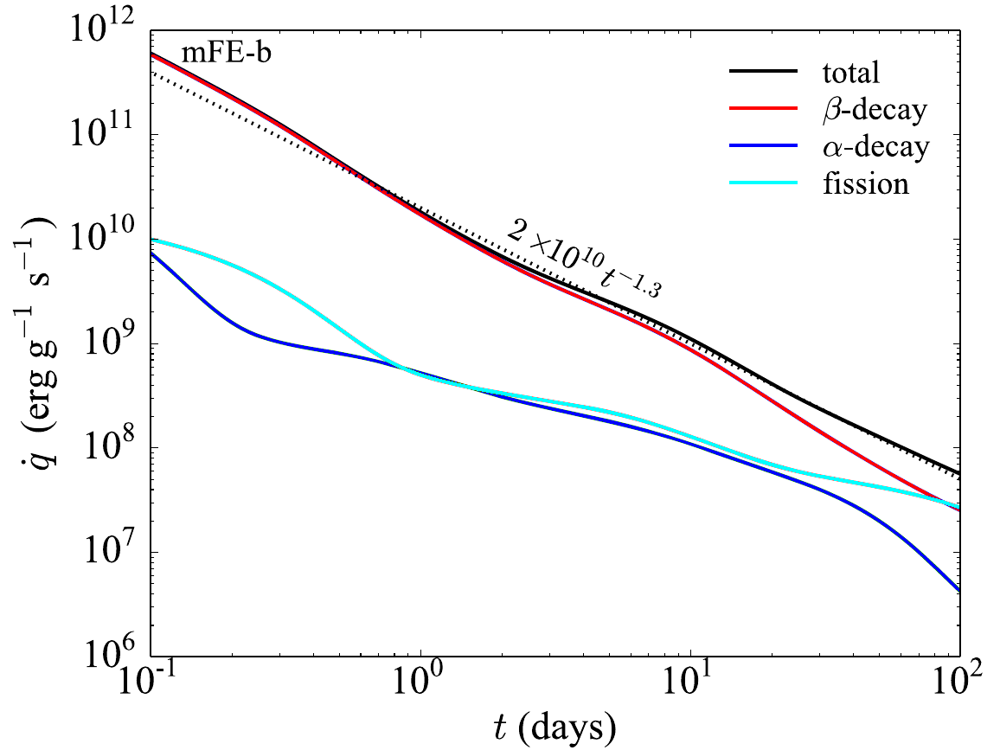 mFE-b
total
β-decay
α-decay
fission
2 ×10¹⁰ t⁻¹·³
q̇ (erg g⁻¹ s⁻¹)
10¹²
10¹¹
10¹⁰
10⁹
10⁸
10⁷
10⁶
10⁻¹ 10⁰ 10¹ 10²
t (days)